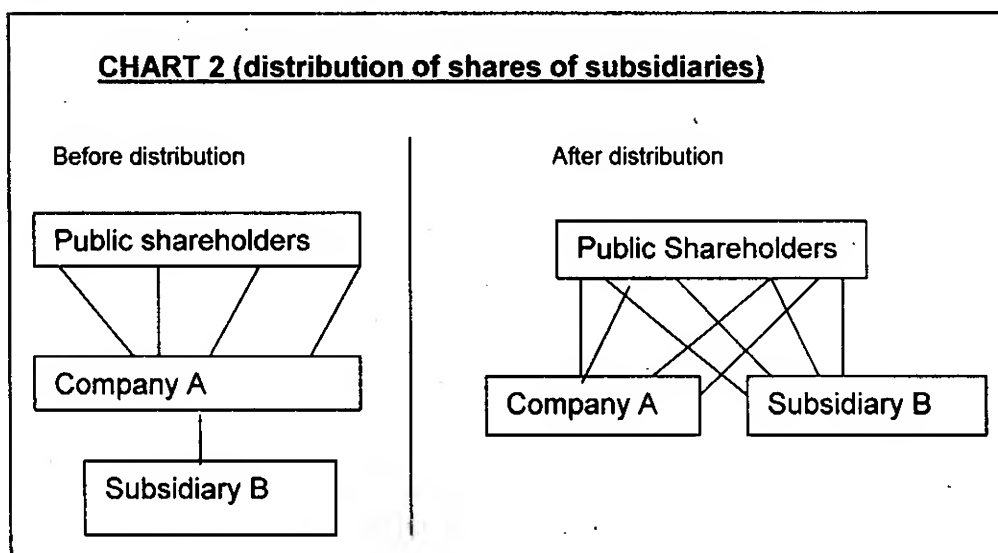 CHART 2 (distribution of shares of subsidiaries)
Before distribution
Public shareholders
Company A
Subsidiary B
After distribution
Public Shareholders
Company A
Subsidiary B